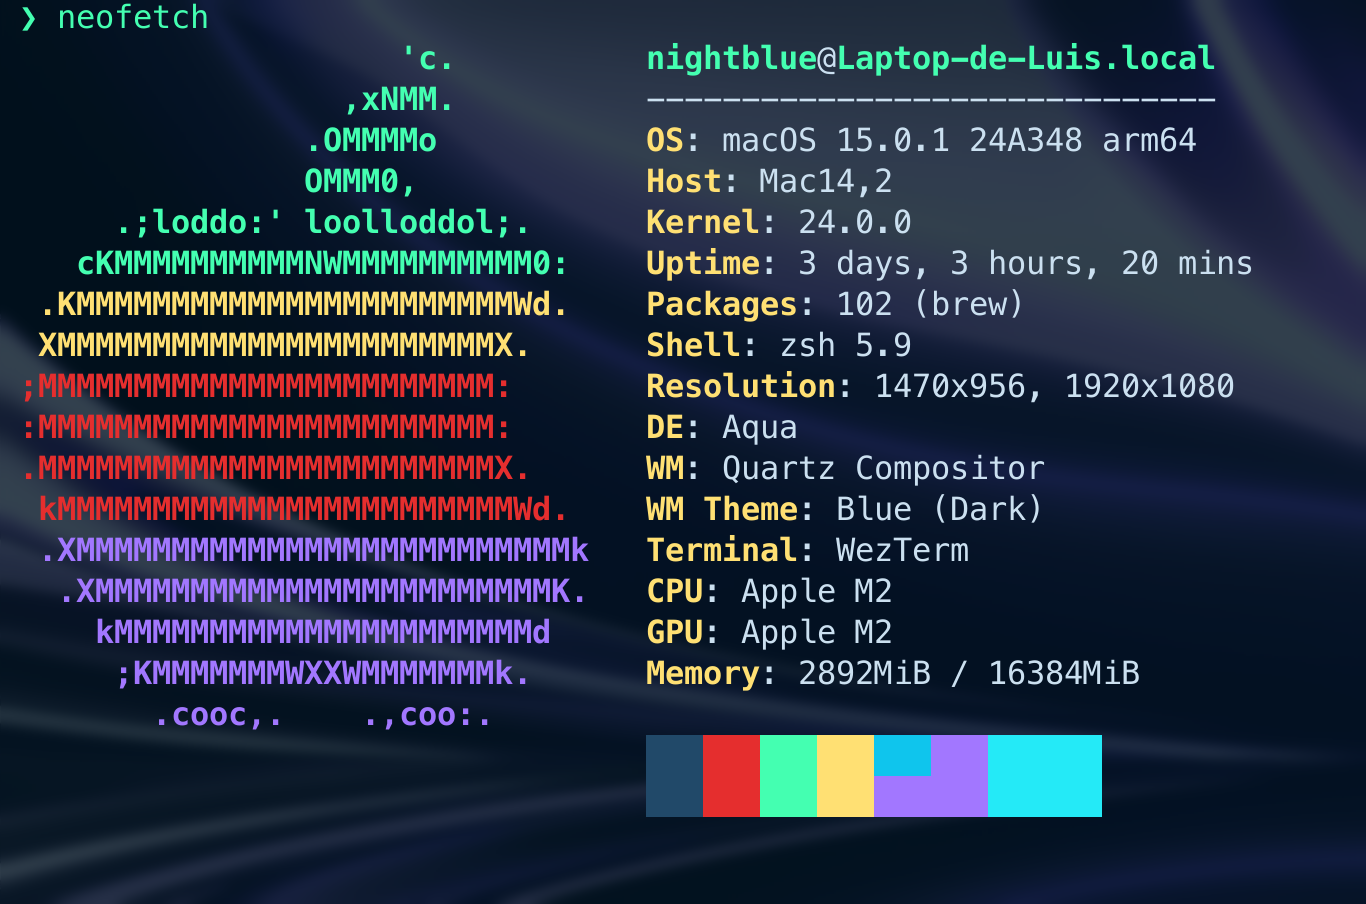 ❯ neofetch
'c.
,xNMM.
.OMMMMo
OMMM0,
.;loddo:' loolloddol;.
cKMMMMMMMMMMNWMMMMMMMMMM0:
.KMMMMMMMMMMMMMMMMMMMMMMMWd.
XMMMMMMMMMMMMMMMMMMMMMMMX.
;MMMMMMMMMMMMMMMMMMMMMMMM:
:MMMMMMMMMMMMMMMMMMMMMMMM:
.MMMMMMMMMMMMMMMMMMMMMMMMX.
kMMMMMMMMMMMMMMMMMMMMMMMMWd.
.XMMMMMMMMMMMMMMMMMMMMMMMMMMk
.XMMMMMMMMMMMMMMMMMMMMMMMMK.
kMMMMMMMMMMMMMMMMMMMMMMd
;KMMMMMMMWXXWMMMMMMMk.
.cooc,.    .,coo:.
nightblue@Laptop-de-Luis.local
------------------------------
OS: macOS 15.0.1 24A348 arm64
Host: Mac14,2
Kernel: 24.0.0
Uptime: 3 days, 3 hours, 20 mins
Packages: 102 (brew)
Shell: zsh 5.9
Resolution: 1470x956, 1920x1080
DE: Aqua
WM: Quartz Compositor
WM Theme: Blue (Dark)
Terminal: WezTerm
CPU: Apple M2
GPU: Apple M2
Memory: 2892MiB / 16384MiB